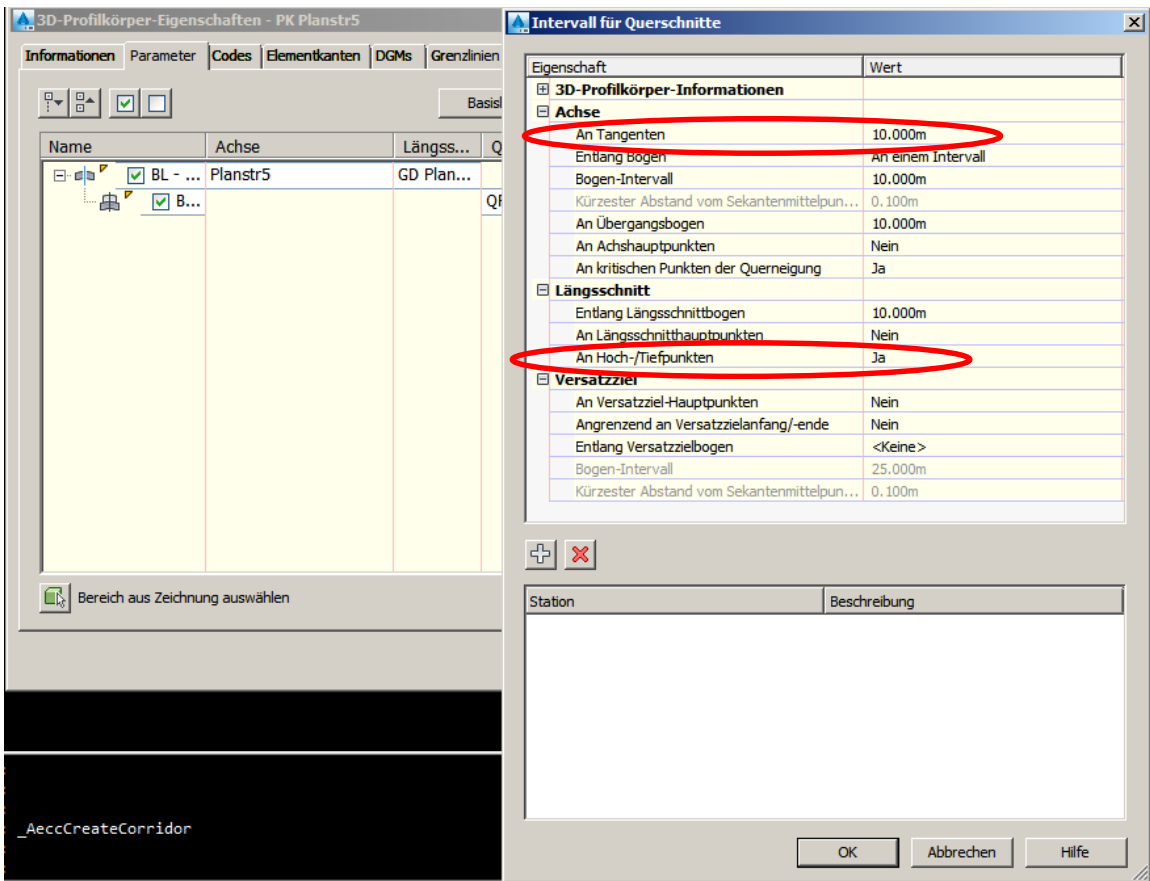 3D-Profilkörper-Eigenschaften - PK Planstr5
Informationen Parameter Codes Elementkanten DGMs Grenzlinien
Name Achse Längss...
BL - ... Planstr5 GD Plan...
B...
Bereich aus Zeichnung auswählen
_AeccCreateCorridor
Intervall für Querschnitte
Eigenschaft Wert
3D-Profilkörper-Informationen
Achse
An Tangenten 10.000m
Entlang Bogen An einem Intervall
Bogen-Intervall 10.000m
Kürzester Abstand vom Sekantenmittelpun... 0.100m
An Übergangsbogen 10.000m
An Achshauptpunkten Nein
An kritischen Punkten der Querneigung Ja
Längsschnitt
Entlang Längsschnittbogen 10.000m
An Längsschnitthauptpunkten Nein
An Hoch-/Tiefpunkten Ja
Versatzziel
An Versatzziel-Hauptpunkten Nein
Angrenzend an Versatzzielanfang/-ende Nein
Entlang Versatzzielbogen <Keine>
Bogen-Intervall 25.000m
Kürzester Abstand vom Sekantenmittelpun... 0.100m
Station Beschreibung
OK Abbrechen Hilfe